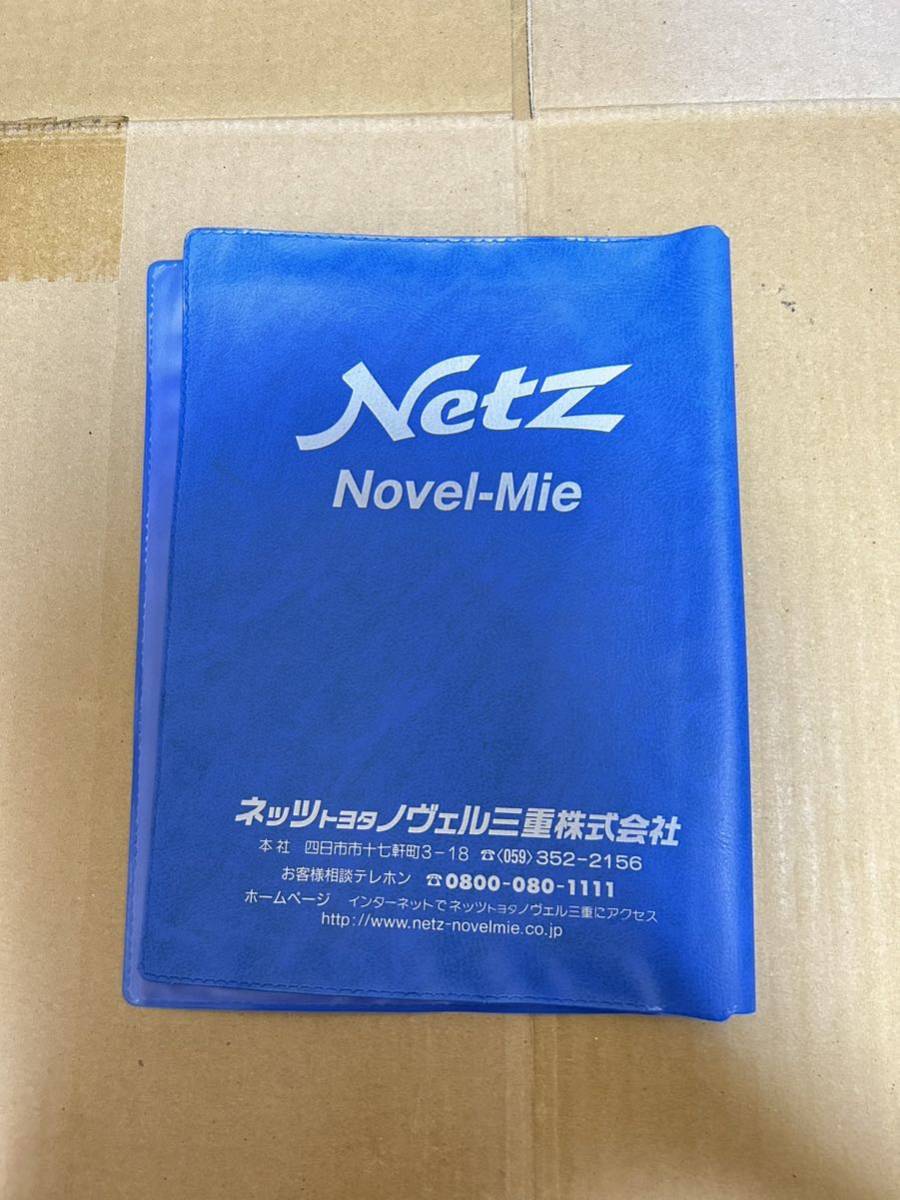 Netz
Novel-Mie
ネッツトヨタノヴェル三重株式会社
本社 四日市市十七軒町3-18 ☎〈059〉352-2156
お客様相談テレホン ☎0800-080-1111
ホームページ インターネットでネッツトヨタノヴェル三重にアクセス
http://www.netz-novelmie.co.jp